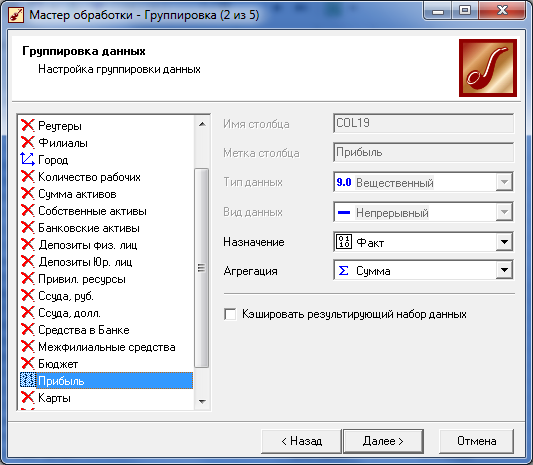 Мастер обработки - Группировка (2 из 5)
Группировка данных
Настройка группировки данных
Реутеры
Филиалы
Город
Количество рабочих
Сумма активов
Собственные активы
Банковские активы
Депозиты физ. лиц
Депозиты Юр. лиц
Привил. ресурсы
Ссуда, руб.
Ссуда, долл.
Средства в Банке
Межфилиальные средства
Бюджет
Прибыль
Карты
Имя столбца COL19
Метка столбца Прибыль
Тип данных 9.0 Вещественный
Вид данных Непрерывный
Назначение Факт
Агрегация Σ Сумма
Кэшировать результирующий набор данных
< Назад Далее > Отмена